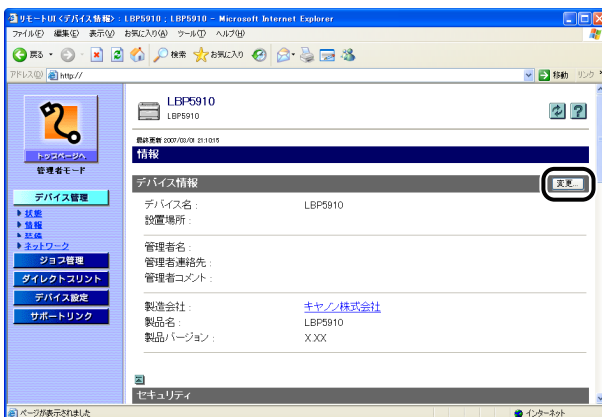 リモートUI <デバイス情報> : LBP5910 ; LBP5910 - Microsoft Internet Explorer
ファイル(F) 編集(E) 表示(V) お気に入り(A) ツール(T) ヘルプ(H)
戻る 検索 お気に入り
アドレス(D) http:// 移動 リンク
LBP5910
LBP5910
最終更新 2007/03/01 21:10:15
トップページへ
管理者モード
情報
デバイス情報 変更...
デバイス管理
状態
情報
ネットワーク
ジョブ管理
ダイレクトプリント
デバイス設定
サポートリンク
デバイス名 : LBP5910
設置場所 :
管理者名 :
管理者連絡先 :
管理者コメント :
製造会社 : キヤノン株式会社
製品名 : LBP5910
製品バージョン : X.XX
セキュリティ
ページが表示されました インターネット